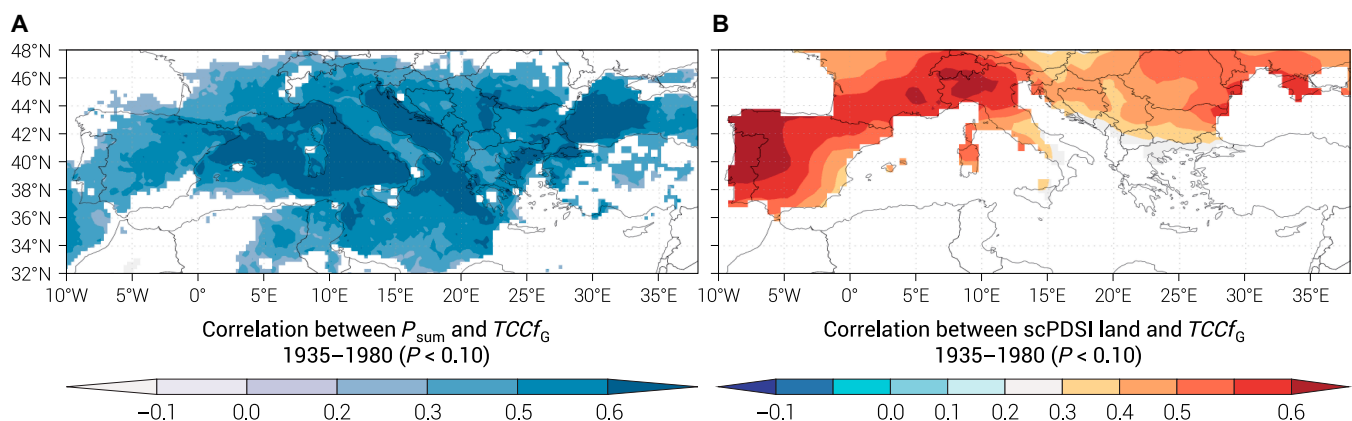 A
B
48°N
46°N
44°N
42°N
40°N
38°N
36°N
34°N
32°N
10°W 5°W 0° 5°E 10°E 15°E 20°E 25°E 30°E 35°E
10°W 5°W 0° 5°E 10°E 15°E 20°E 25°E 30°E 35°E
Correlation between P_sum and TCCf_G
1935–1980 (P < 0.10)
−0.1 0.0 0.2 0.3 0.5 0.6
Correlation between scPDSI land and TCCf_G
1935–1980 (P < 0.10)
−0.1 0.0 0.1 0.2 0.3 0.4 0.5 0.6